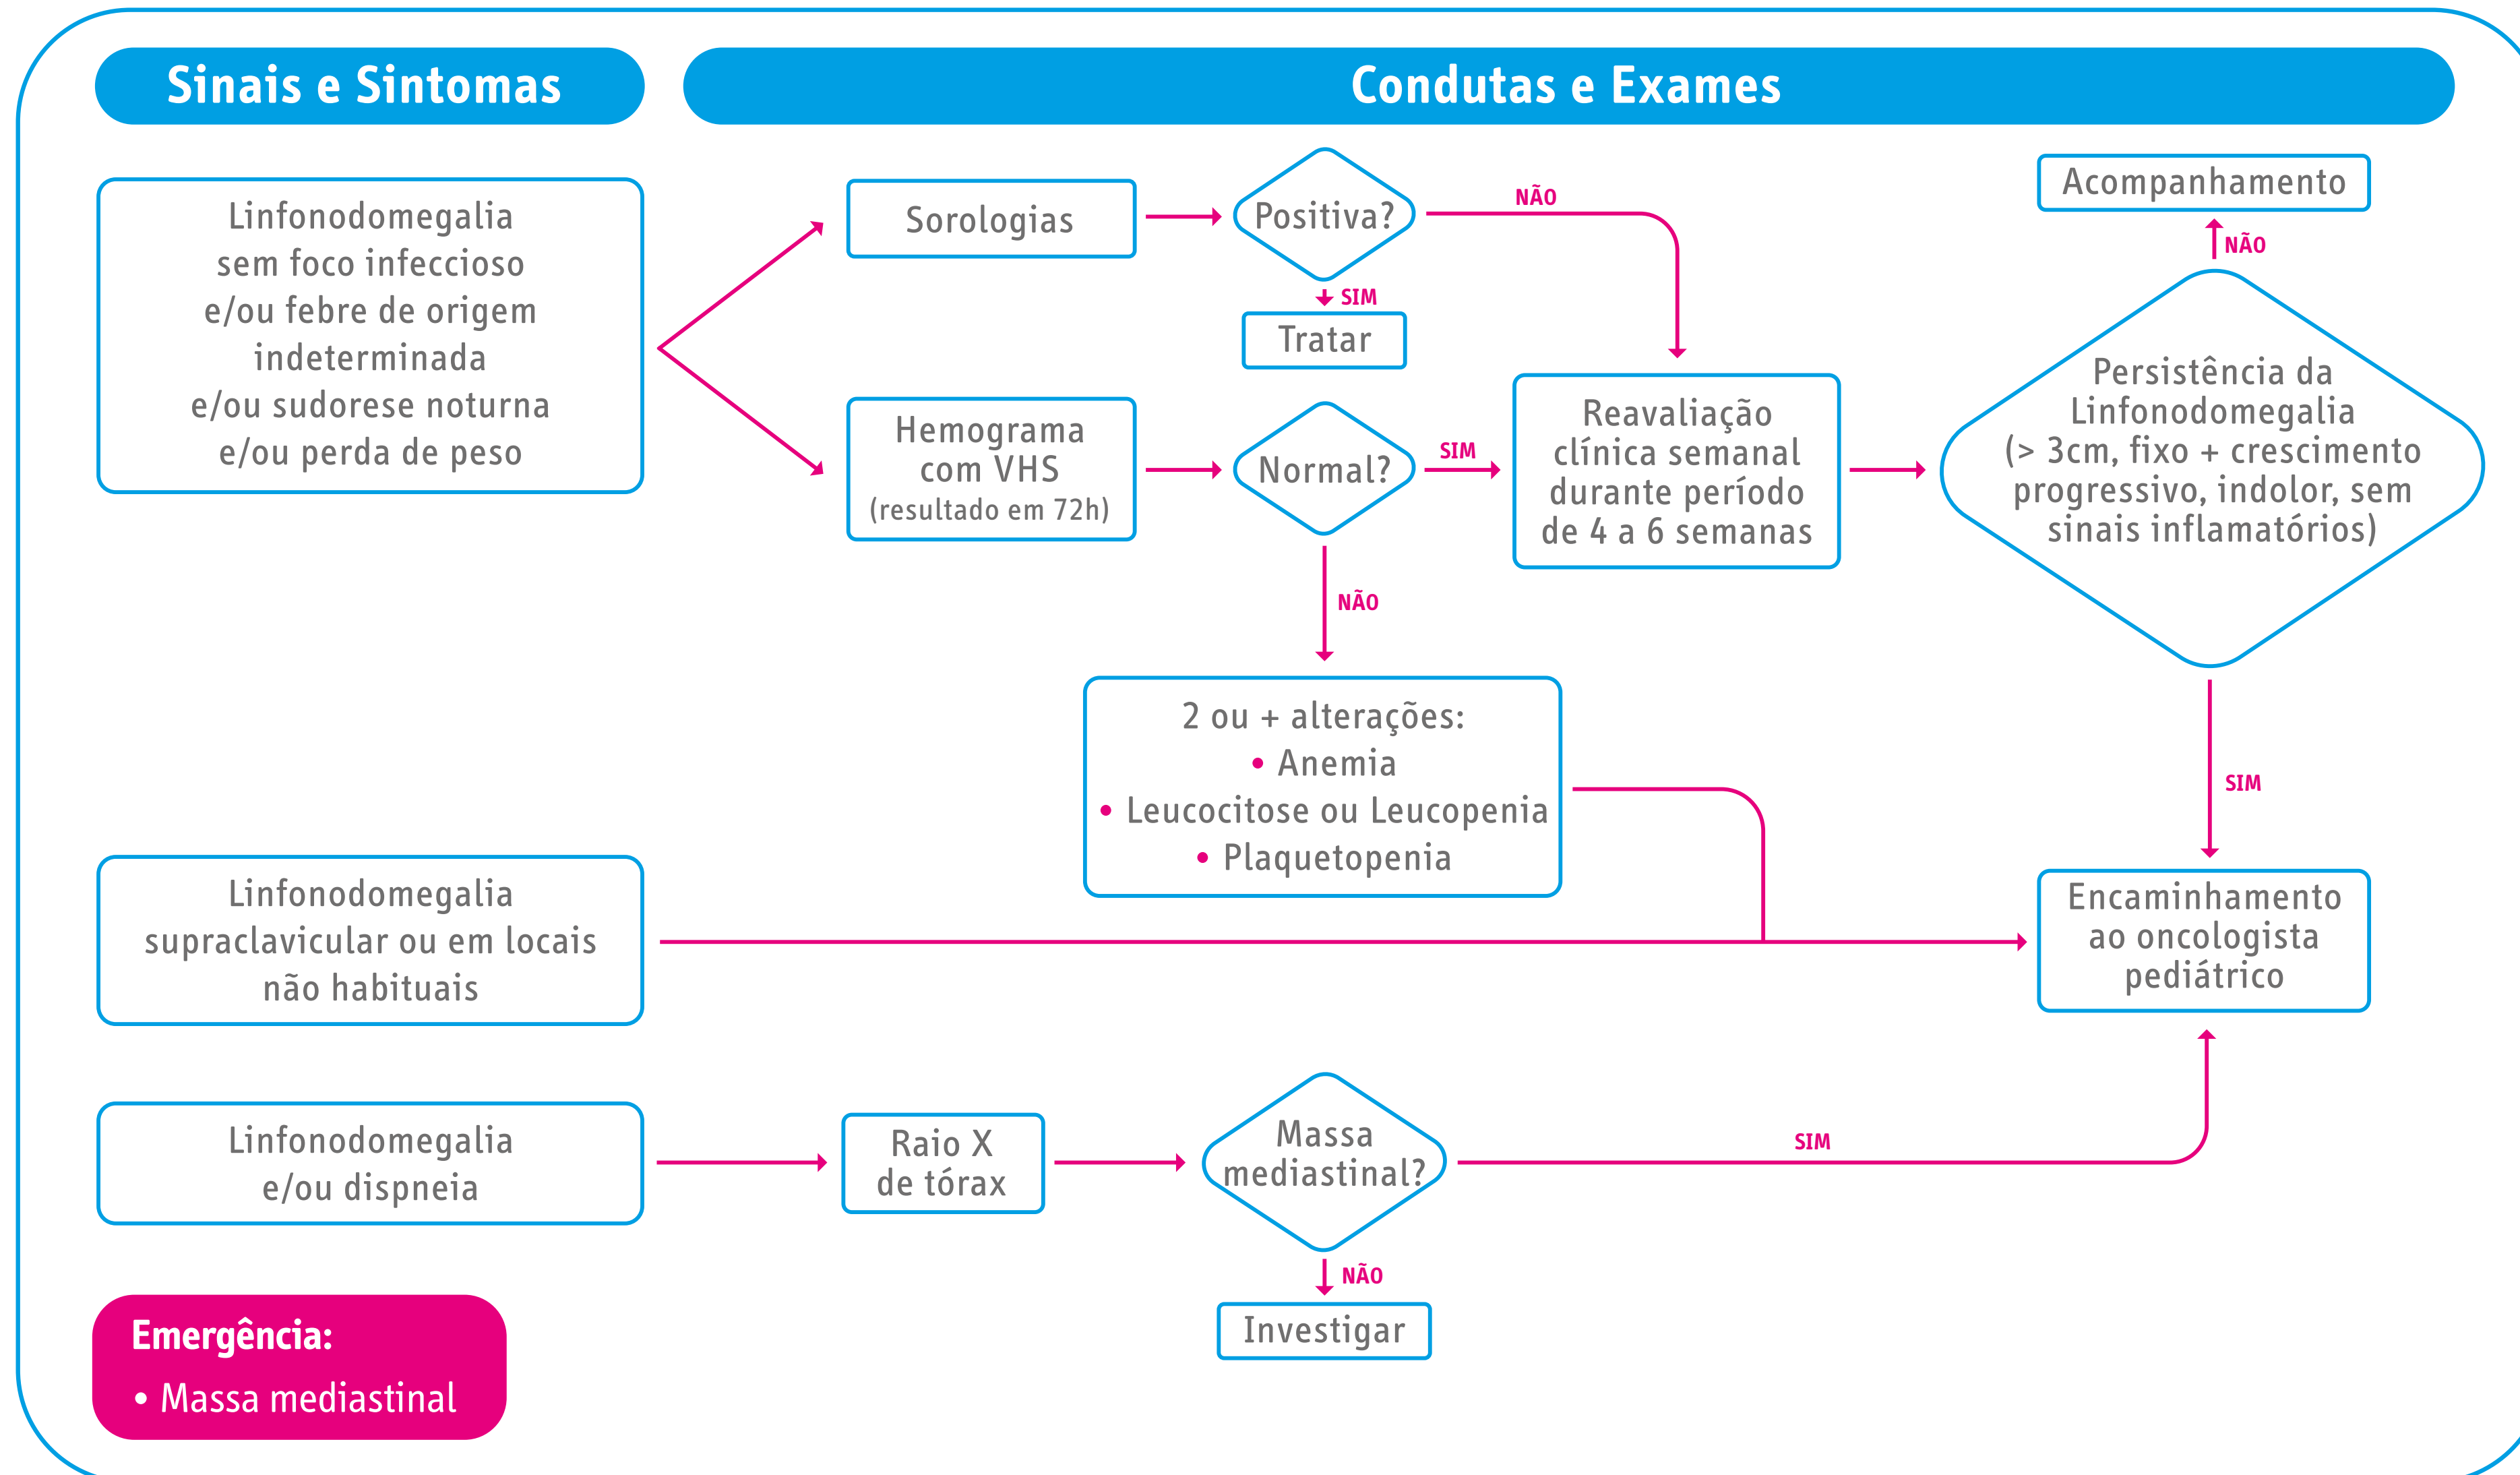 Sinais e Sintomas
Condutas e Exames
Linfonodomegalia
sem foco infeccioso
e/ou febre de origem
indeterminada
e/ou sudorese noturna
e/ou perda de peso
Sorologias
Positiva?
NÃO
SIM
Tratar
Hemograma
com VHS
(resultado em 72h)
Normal?
SIM
NÃO
Reavaliação
clínica semanal
durante período
de 4 a 6 semanas
Acompanhamento
NÃO
Persistência da
Linfonodomegalia
(> 3cm, fixo + crescimento
progressivo, indolor, sem
sinais inflamatórios)
SIM
2 ou + alterações:
• Anemia
• Leucocitose ou Leucopenia
• Plaquetopenia
Linfonodomegalia
supraclavicular ou em locais
não habituais
Encaminhamento
ao oncologista
pediátrico
Linfonodomegalia
e/ou dispneia
Raio X
de tórax
Massa
mediastinal?
SIM
NÃO
Investigar
Emergência:
• Massa mediastinal